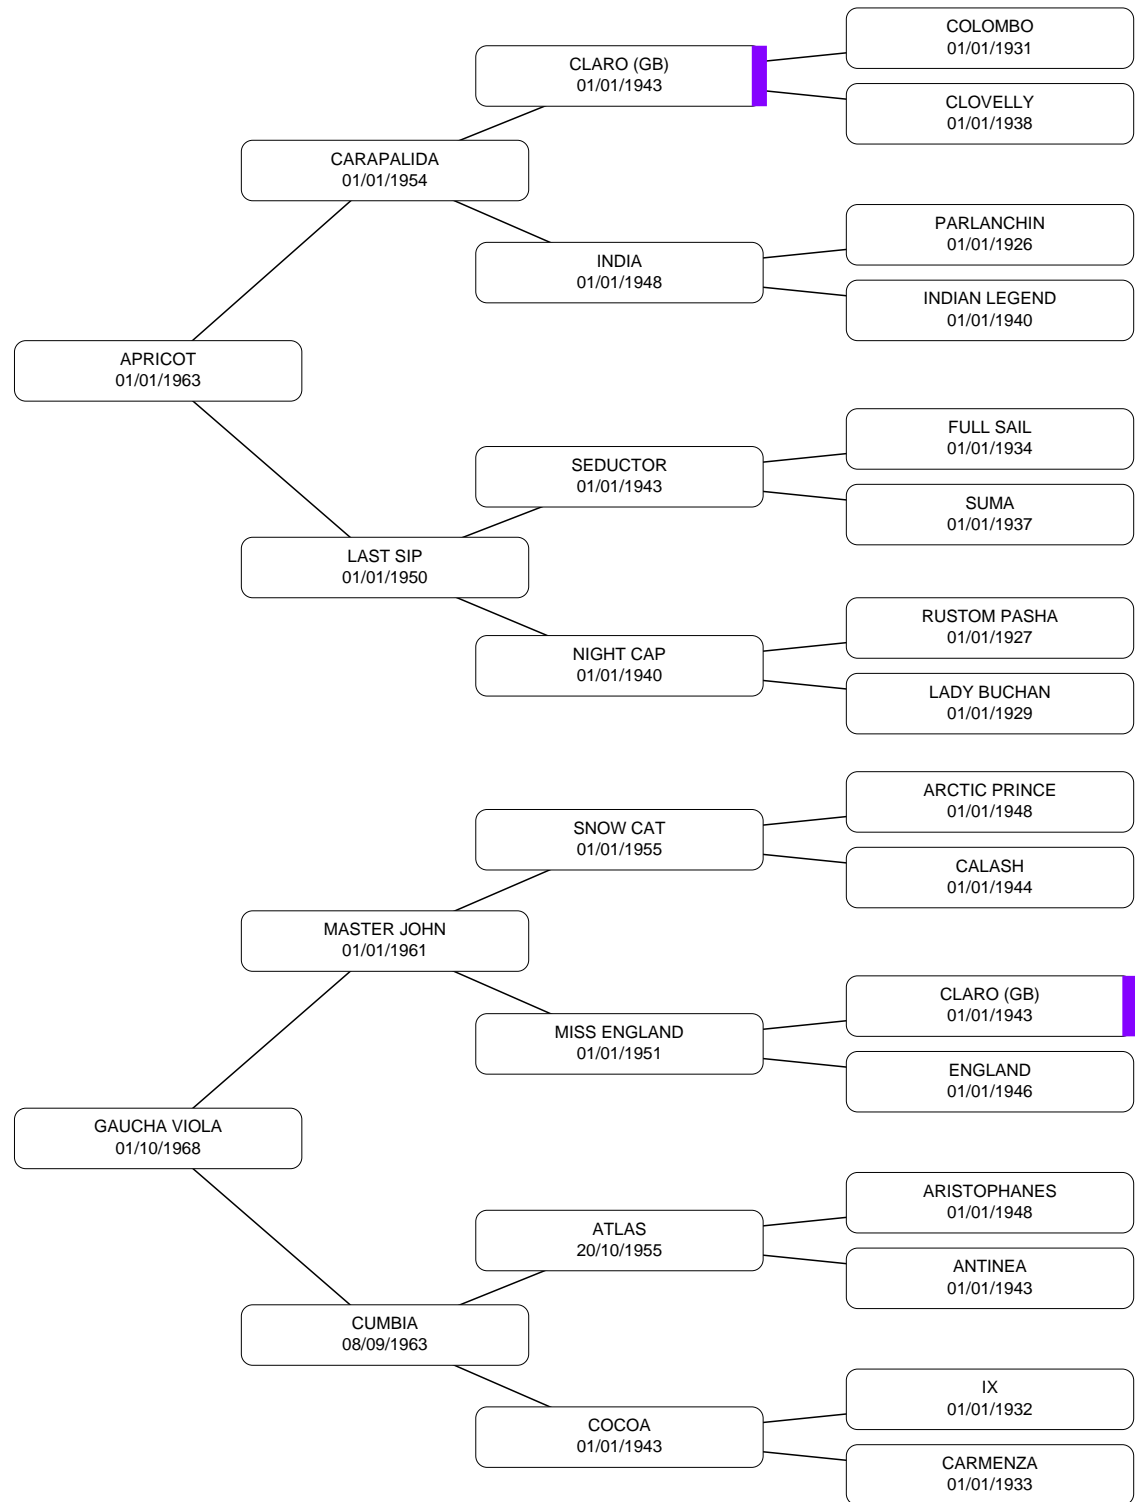 COLOMBO
01/01/1931
CLARO (GB)
01/01/1943
CLOVELLY
01/01/1938
CARAPALIDA
01/01/1954
PARLANCHIN
01/01/1926
INDIA
01/01/1948
INDIAN LEGEND
01/01/1940
APRICOT
01/01/1963
FULL SAIL
01/01/1934
SEDUCTOR
01/01/1943
SUMA
01/01/1937
LAST SIP
01/01/1950
RUSTOM PASHA
01/01/1927
NIGHT CAP
01/01/1940
LADY BUCHAN
01/01/1929
ARCTIC PRINCE
01/01/1948
SNOW CAT
01/01/1955
CALASH
01/01/1944
MASTER JOHN
01/01/1961
CLARO (GB)
01/01/1943
MISS ENGLAND
01/01/1951
ENGLAND
01/01/1946
GAUCHA VIOLA
01/10/1968
ARISTOPHANES
01/01/1948
ATLAS
20/10/1955
ANTINEA
01/01/1943
CUMBIA
08/09/1963
IX
01/01/1932
COCOA
01/01/1943
CARMENZA
01/01/1933